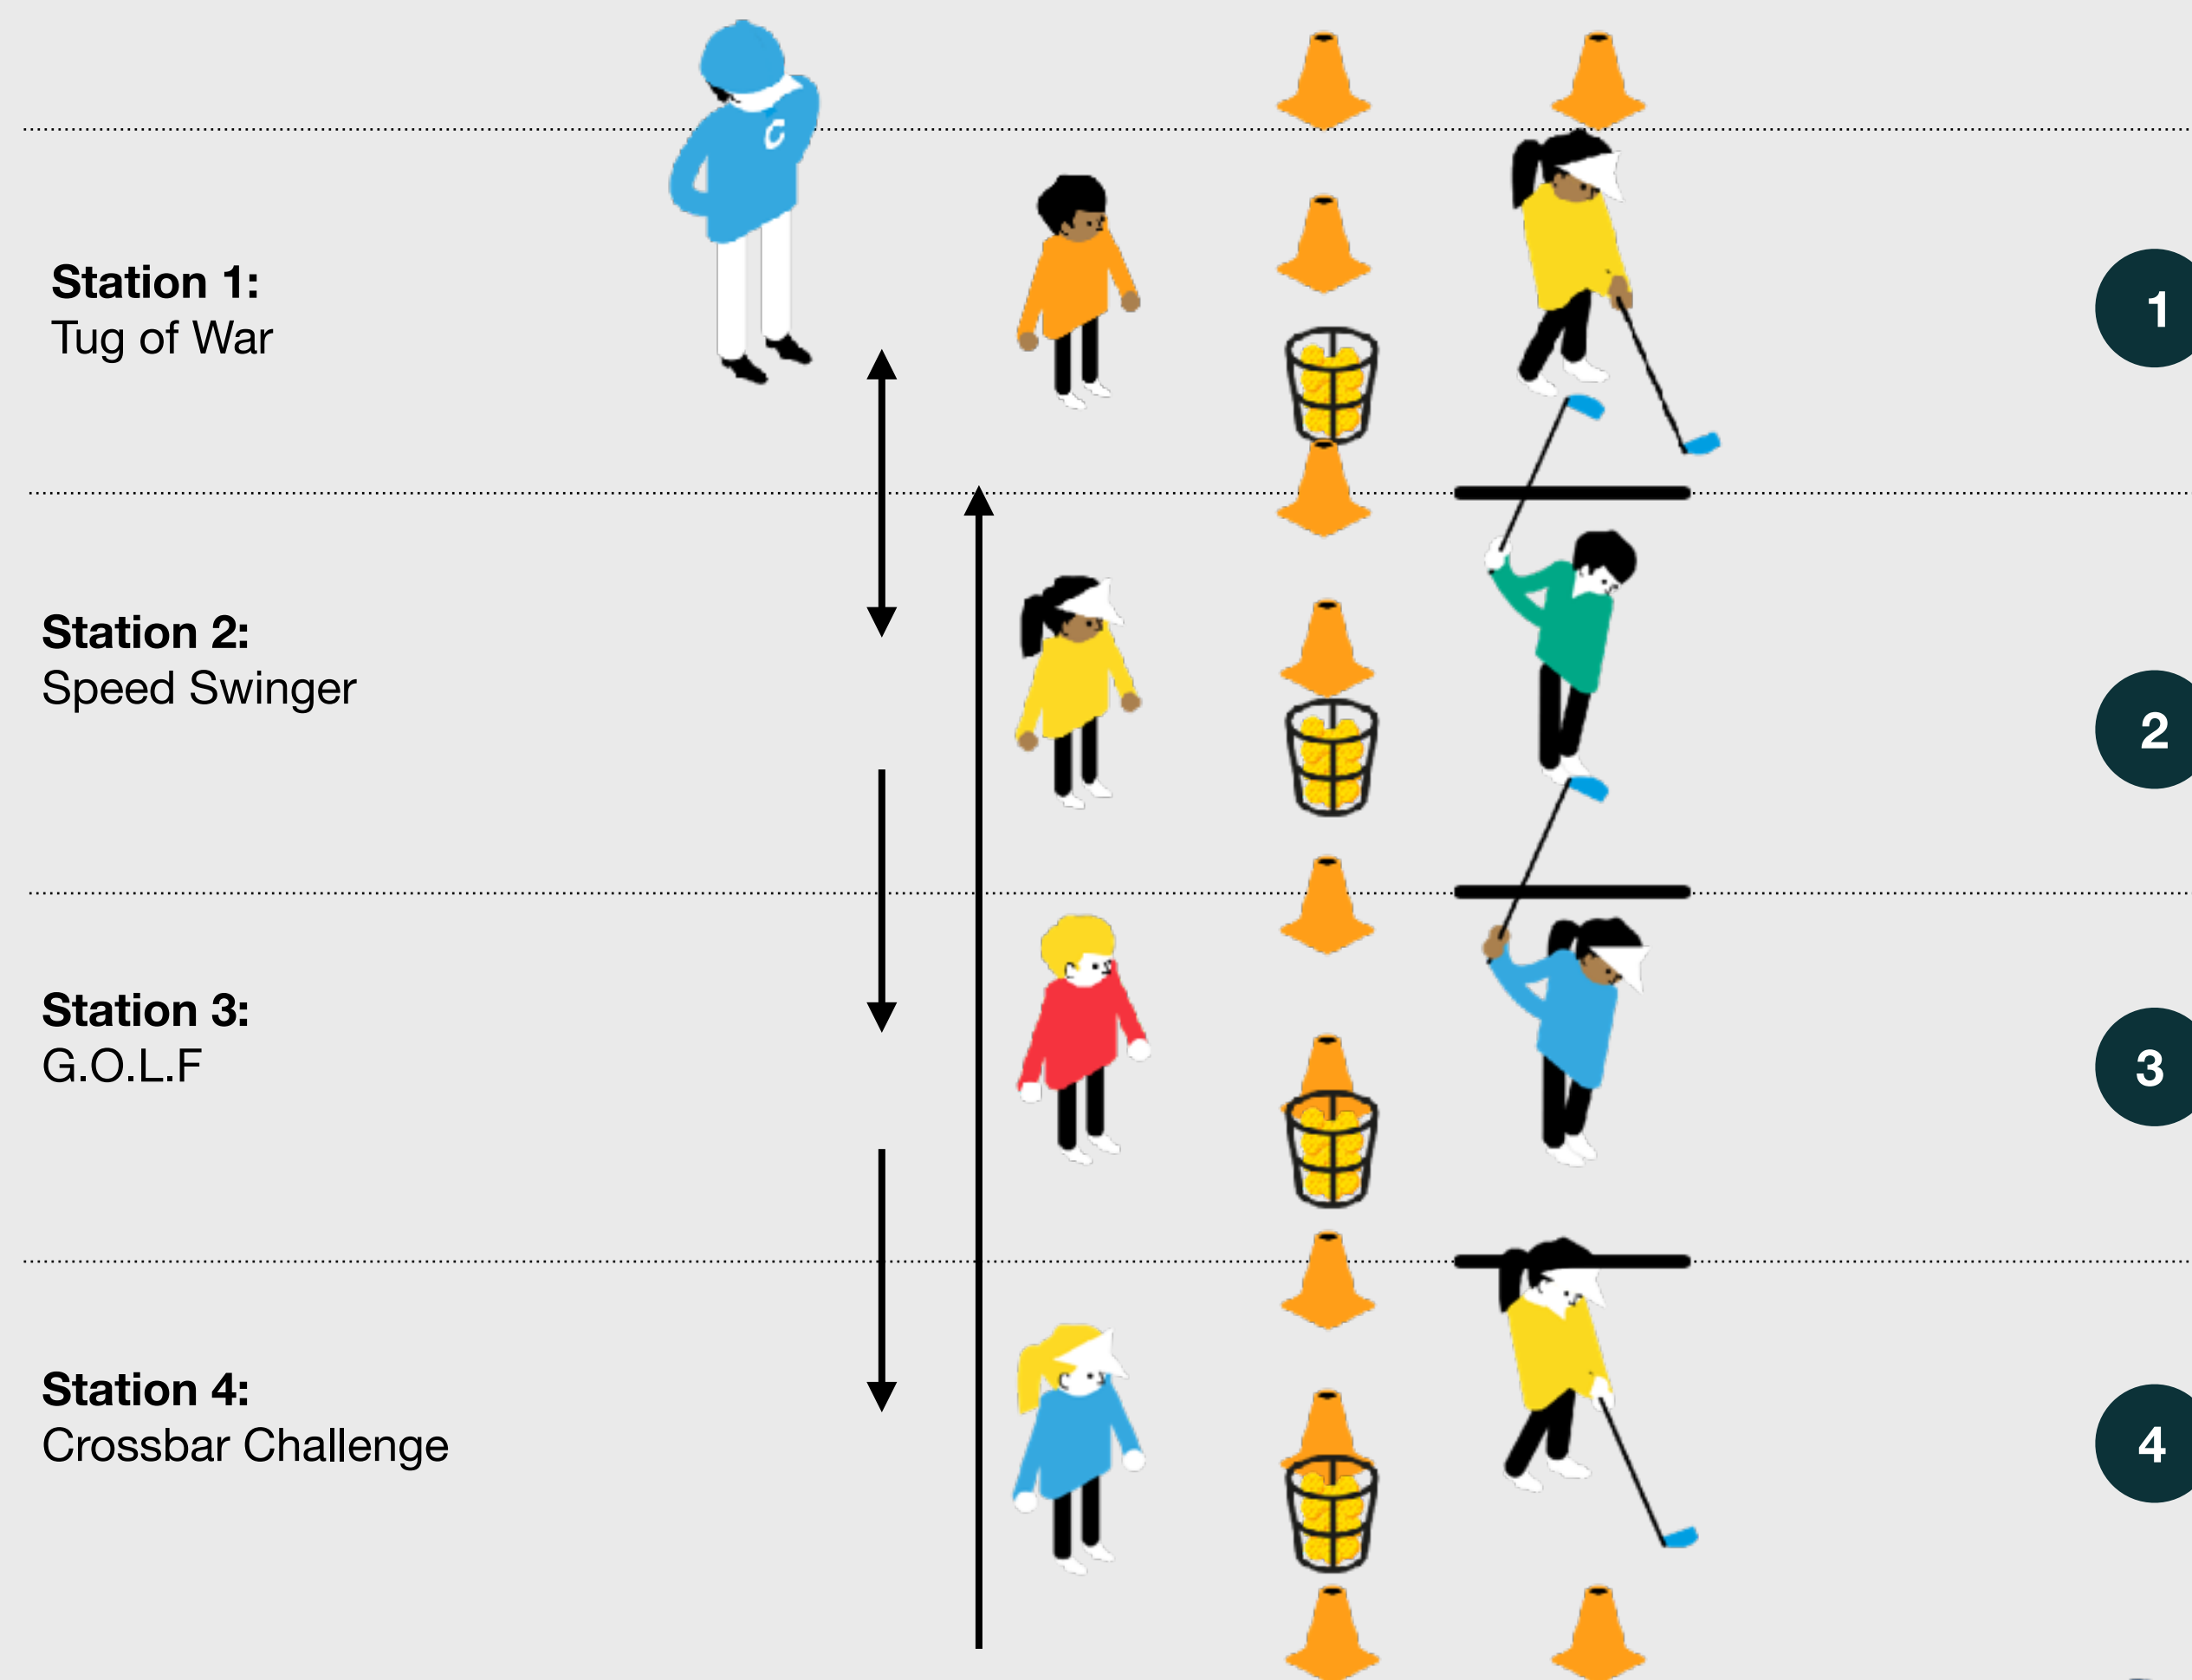 Station 1:
Tug of War
1
Station 2:
Speed Swinger
2
Station 3:
G.O.L.F
3
Station 4:
Crossbar Challenge
4